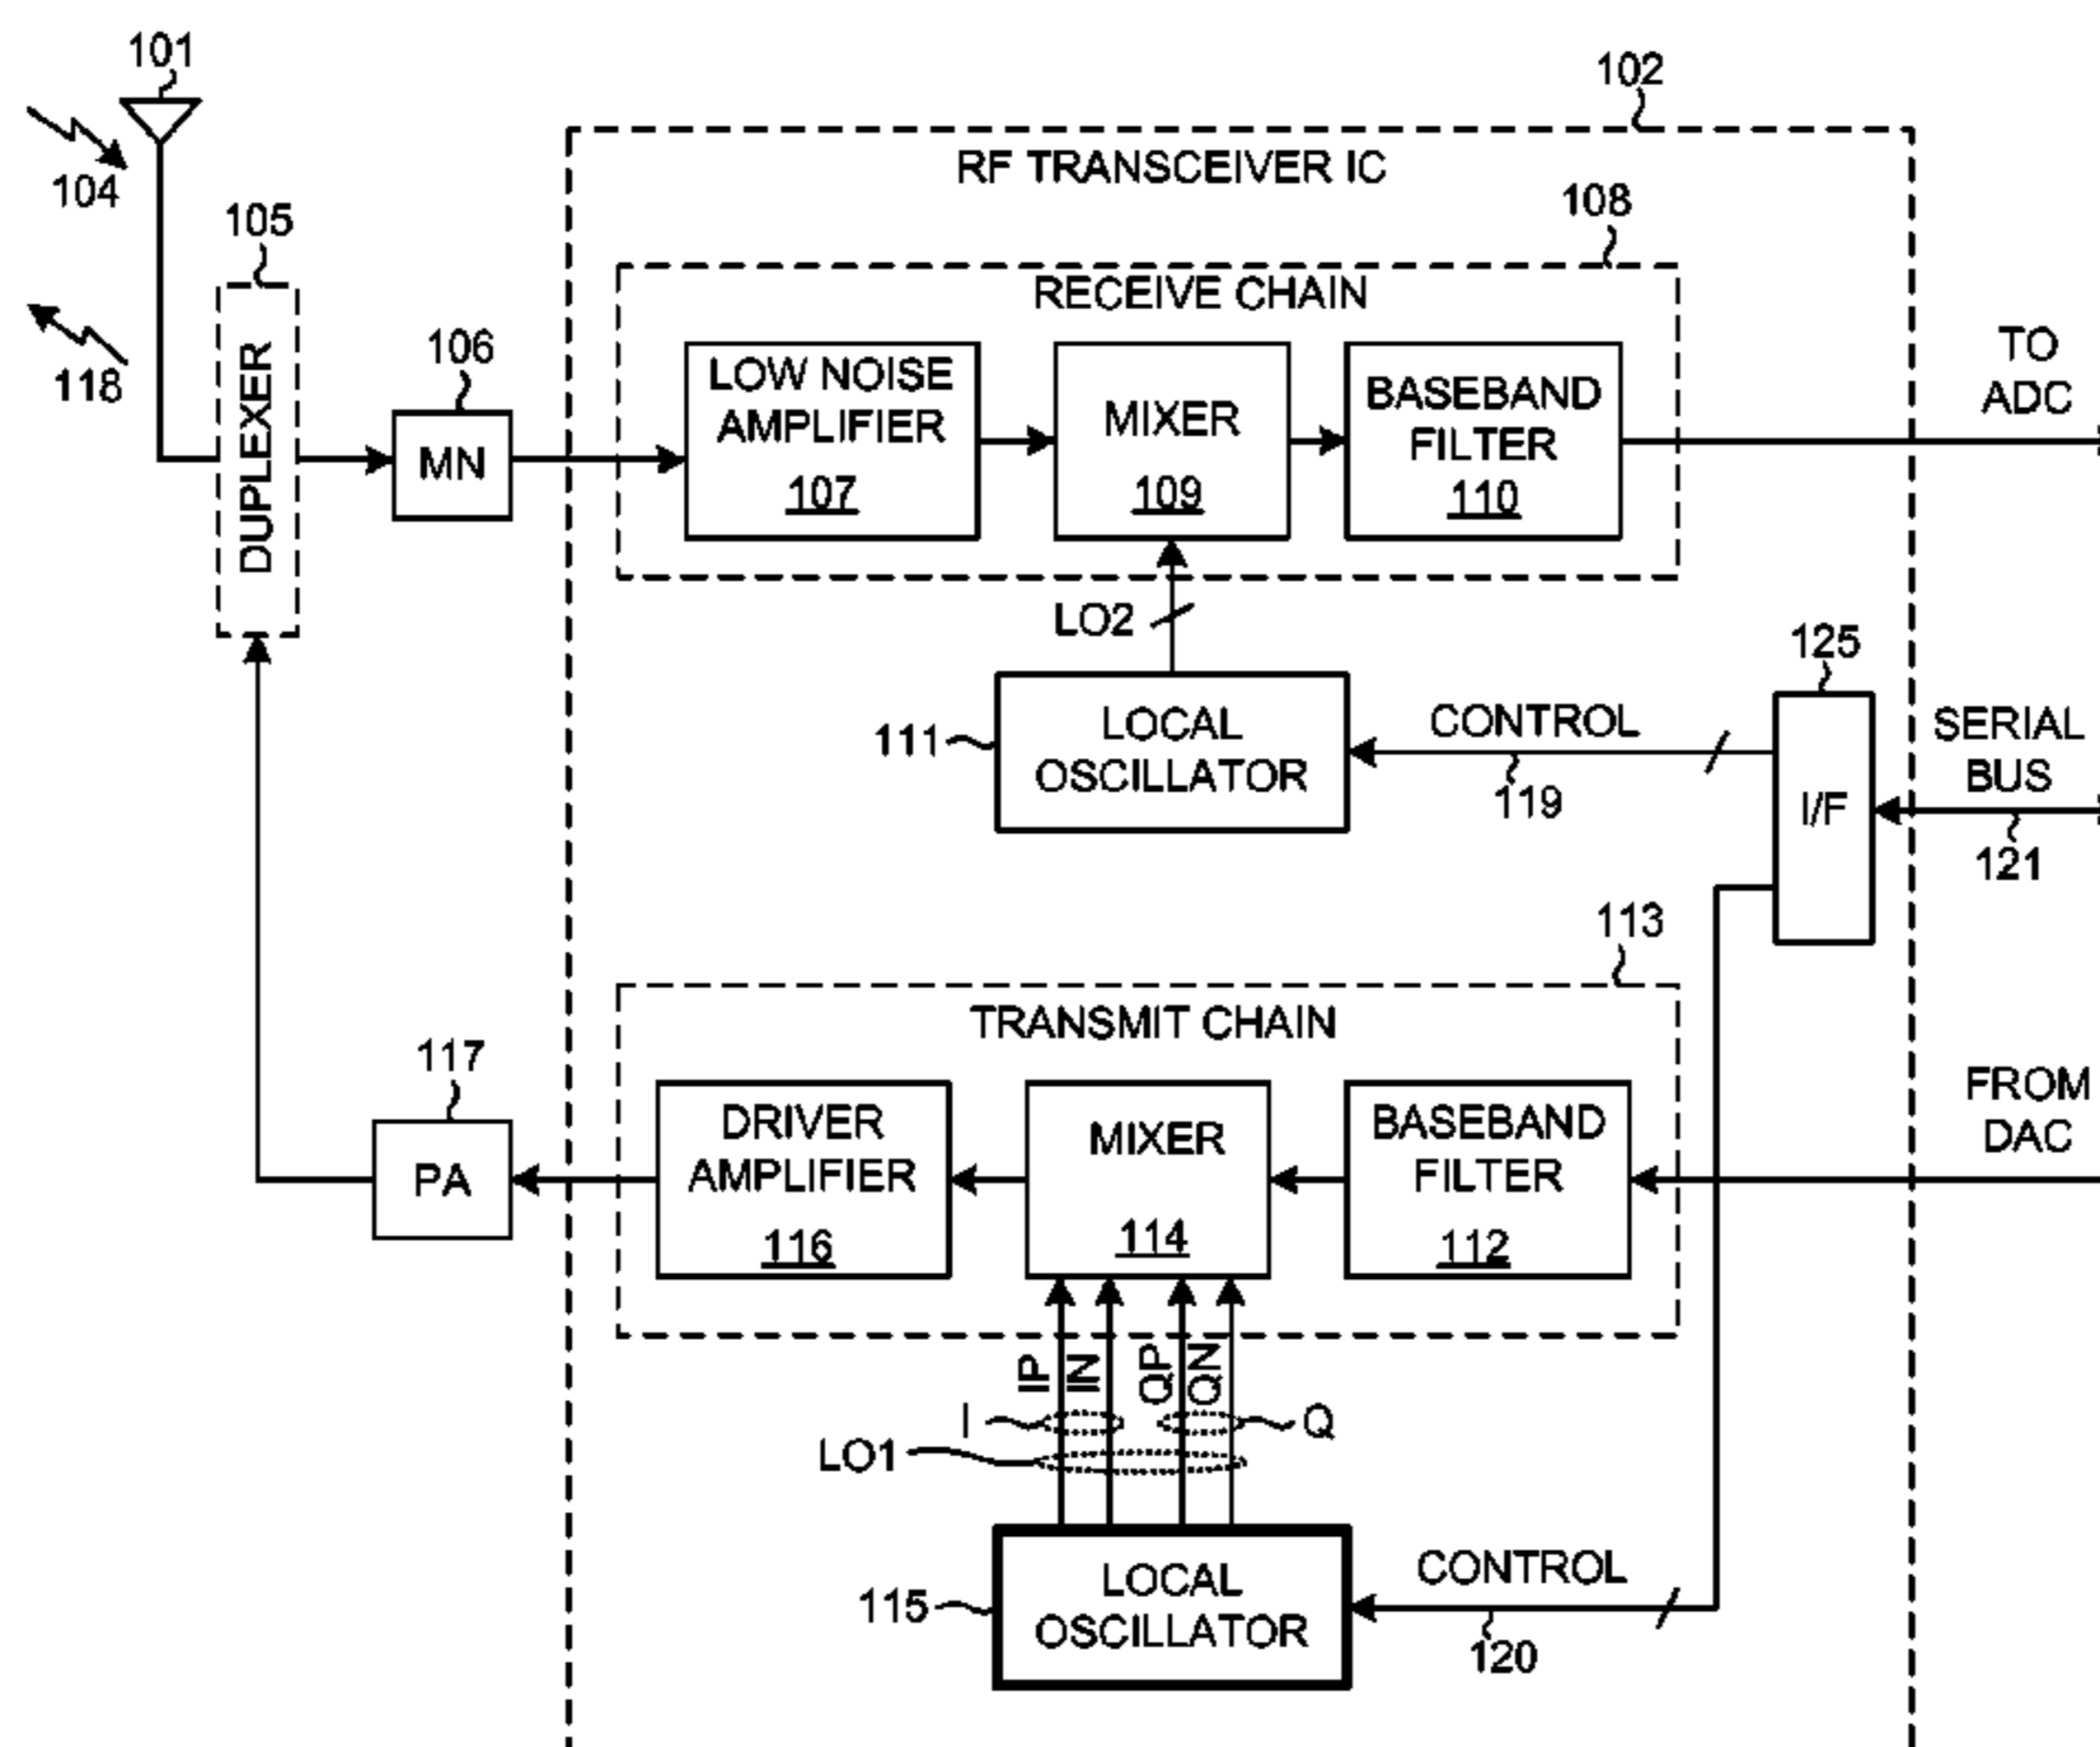 101
102
104
RF TRANSCEIVER IC
105
108
118
DUPLEXER
106
MN
RECEIVE CHAIN
LOW NOISE
AMPLIFIER
107
MIXER
109
BASEBAND
FILTER
110
TO
ADC
LO2
125
111
LOCAL
OSCILLATOR
CONTROL
119
I/F
SERIAL
BUS
121
113
TRANSMIT CHAIN
117
PA
DRIVER
AMPLIFIER
116
MIXER
114
BASEBAND
FILTER
112
FROM
DAC
IP
IN
QP
QN
I
Q
LO1
115
LOCAL
OSCILLATOR
CONTROL
120